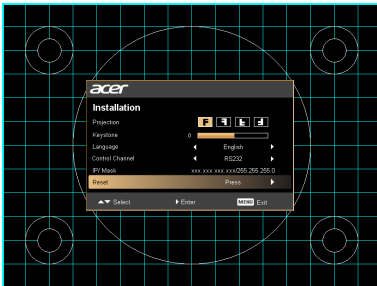 acer
Installation
Projection F F F F
Keystone 0
Language English
Control Channel RS232
IP/ Mask xxx.xxx.xxx.xxx/255.255.255.0
Reset Press
Select Enter MENU Exit